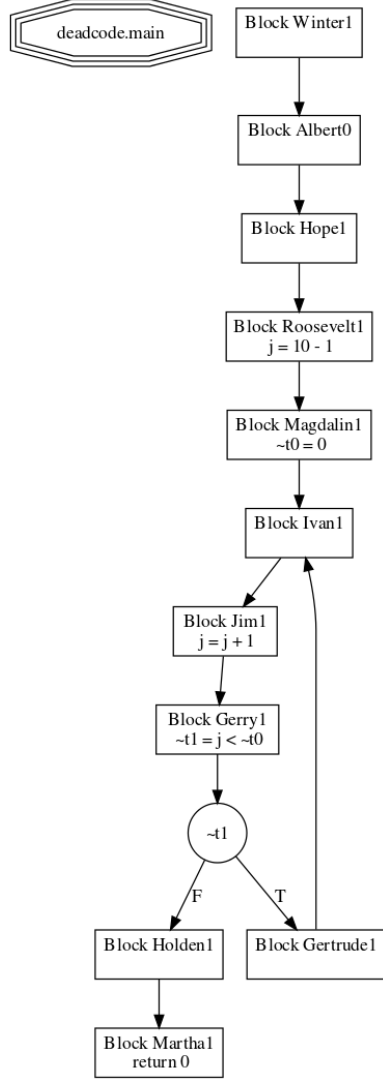 deadcode.main
Block Winter1
Block Albert0
Block Hope1
Block Roosevelt1
j = 10 - 1
Block Magdalin1
~t0 = 0
Block Ivan1
Block Jim1
j = j + 1
Block Gerry1
~t1 = j < ~t0
~t1
F
T
Block Holden1
Block Gertrude1
Block Martha1
return 0